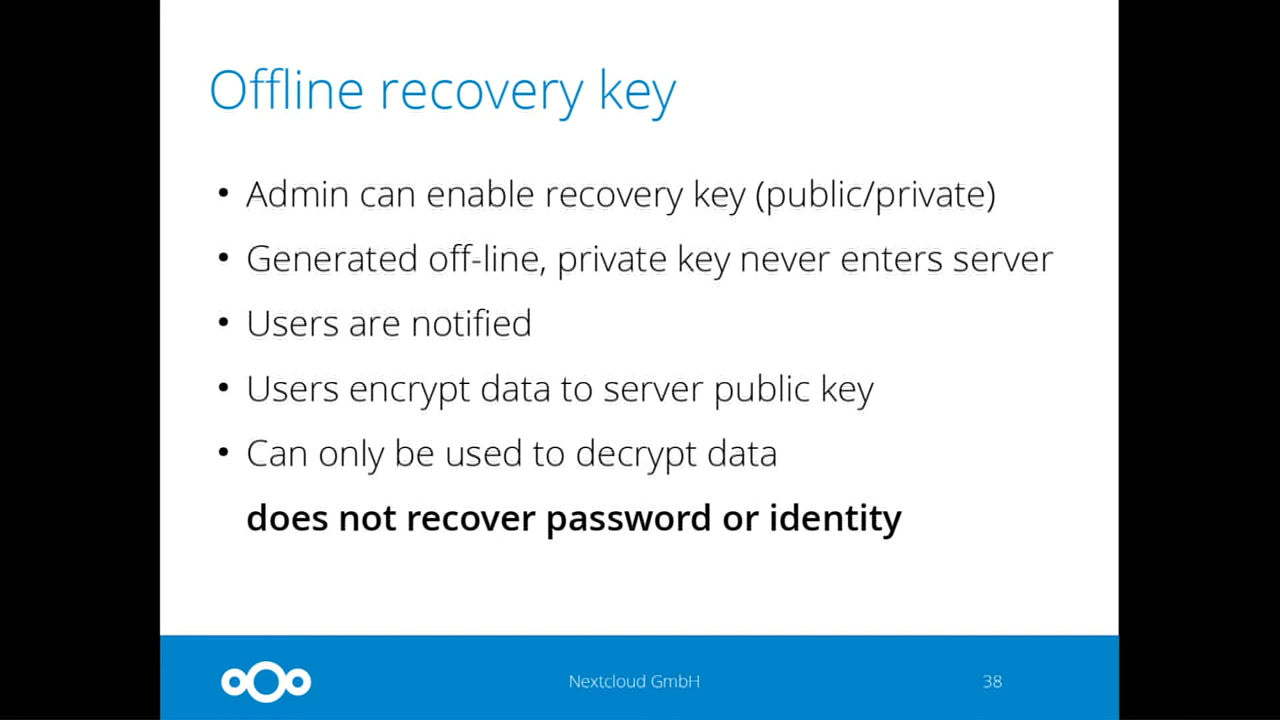 Offline recovery key
• Admin can enable recovery key (public/private)
• Generated off-line, private key never enters server
• Users are notified
• Users encrypt data to server public key
• Can only be used to decrypt data
does not recover password or identity
Nextcloud GmbH
38